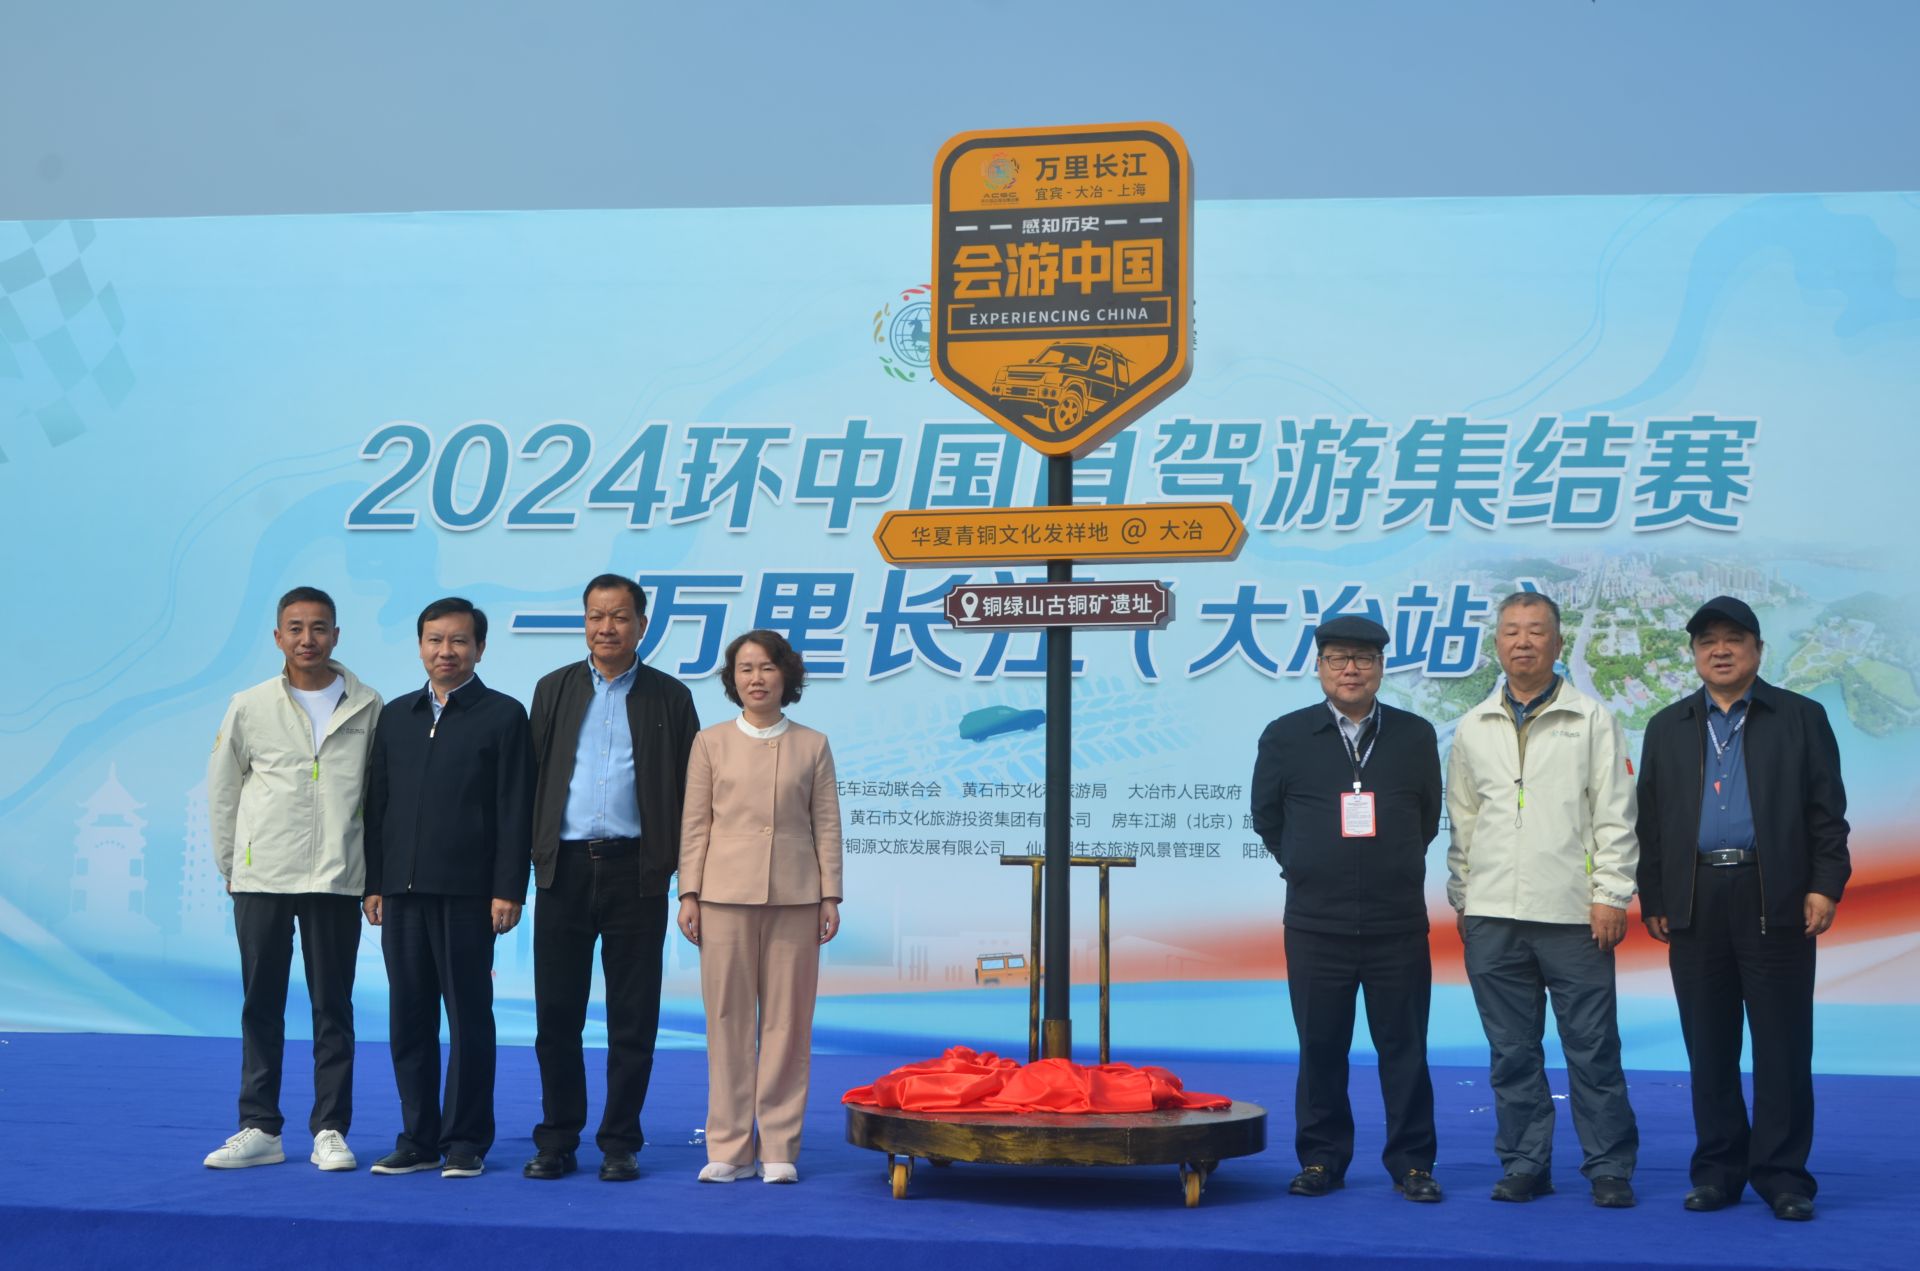 万里长江
宜宾-大冶-上海
ACSC
感知历史
会游中国
EXPERIENCING CHINA
2024环中国自驾游集结赛
华夏青铜文化发祥地 @ 大冶
—万里长江（大冶站）
铜绿山古铜矿遗址
托车运动联合会 黄石市文化和旅游局 大冶市人民政府
黄石市文化旅游投资集团有限公司 房车江湖（北京）旅
青铜源文旅发展有限公司 仙岛湖生态旅游风景管理区 阳新